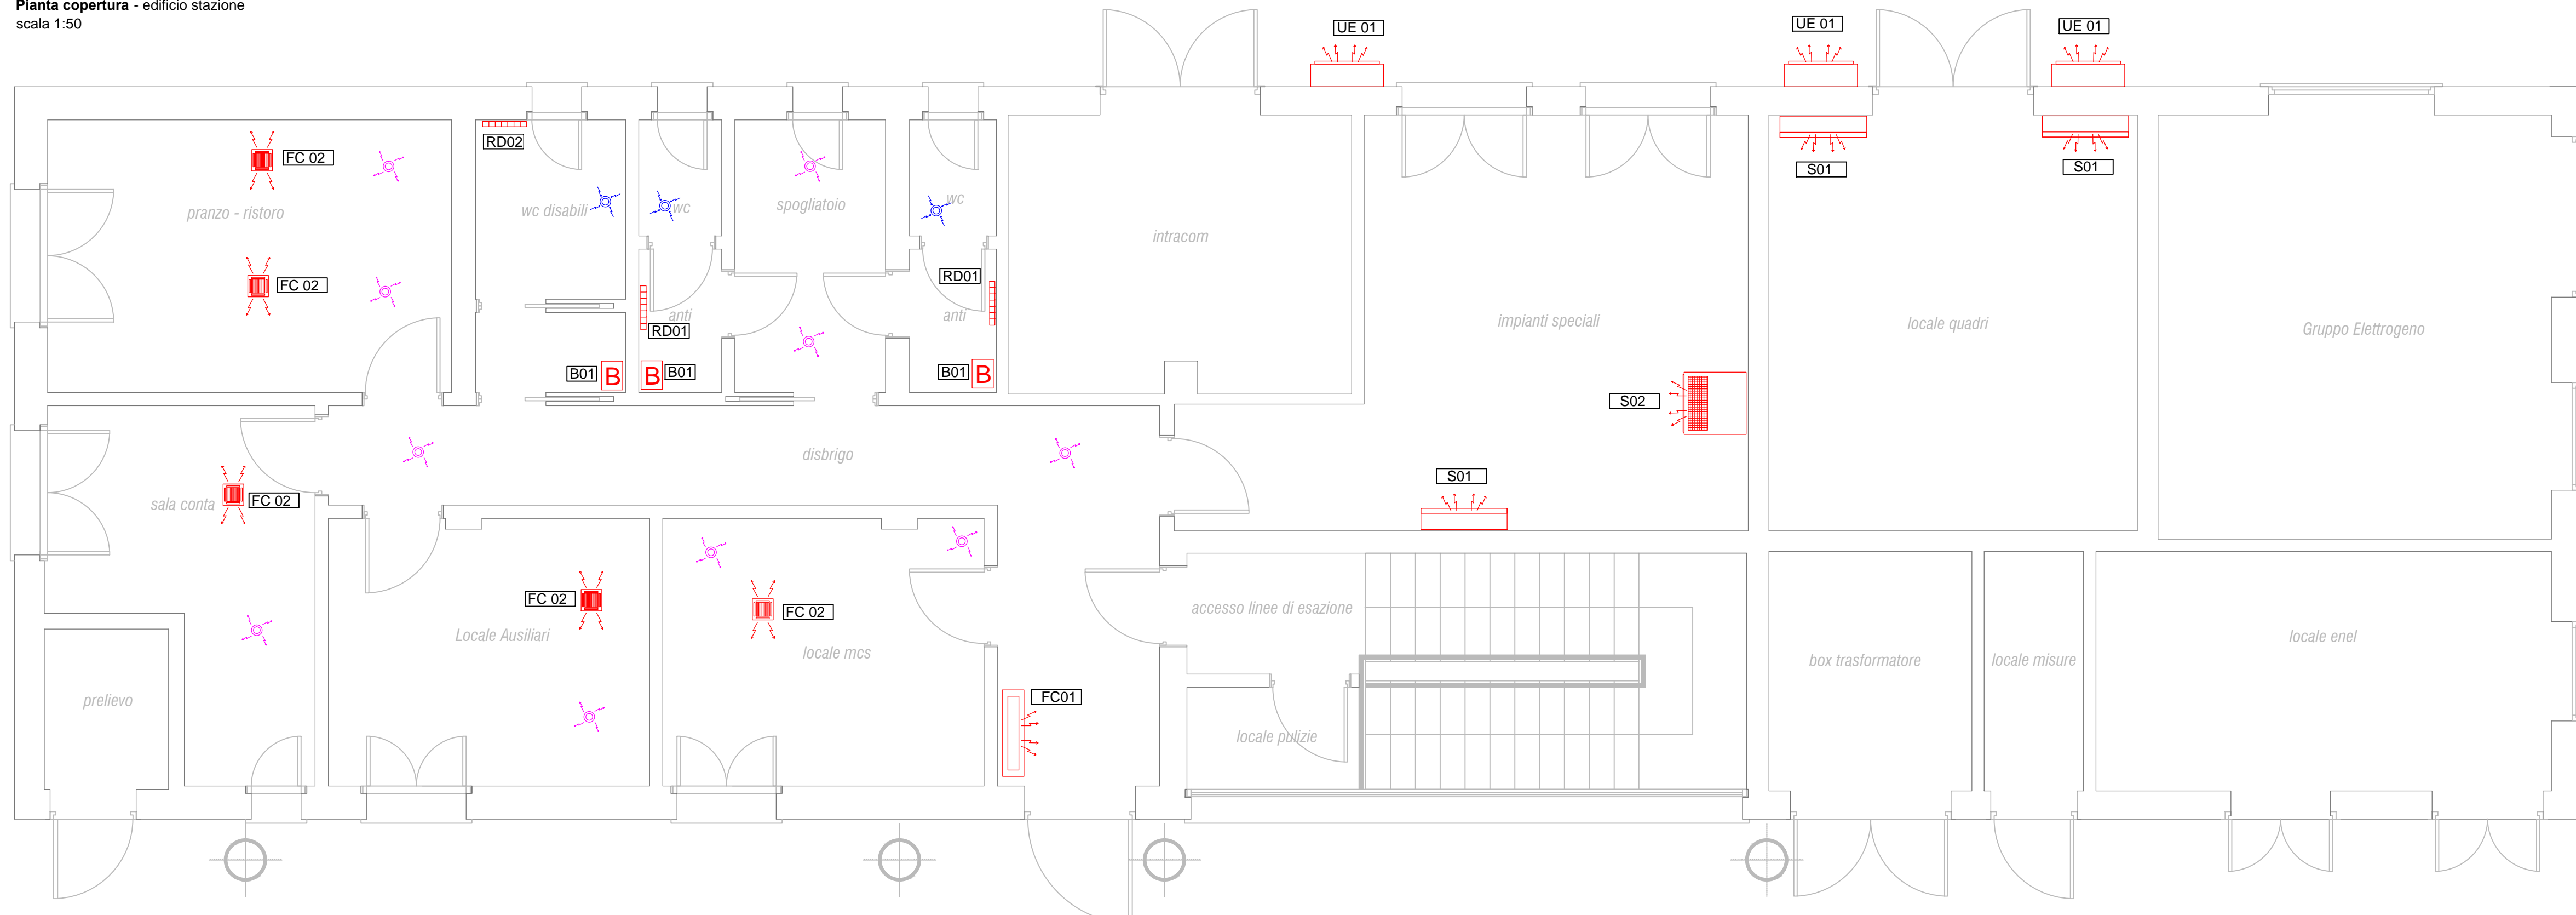 Pianta copertura - edificio stazione
scala 1:50
UE 01
UE 01
UE 01
RD02
FC 02
S01
S01
pranzo - ristoro
wc disabili
wc
spogliatoio
wc
intracom
RD01
FC 02
anti
RD01
anti
impianti speciali
locale quadri
Gruppo Elettrogeno
B01
B
B
B01
B01
B
S02
disbrigo
S01
sala conta
FC 02
FC 02
FC 02
accesso linee di esazione
Locale Ausiliari
locale mcs
locale enel
box trasformatore
locale misure
prelievo
FC01
locale pulizie